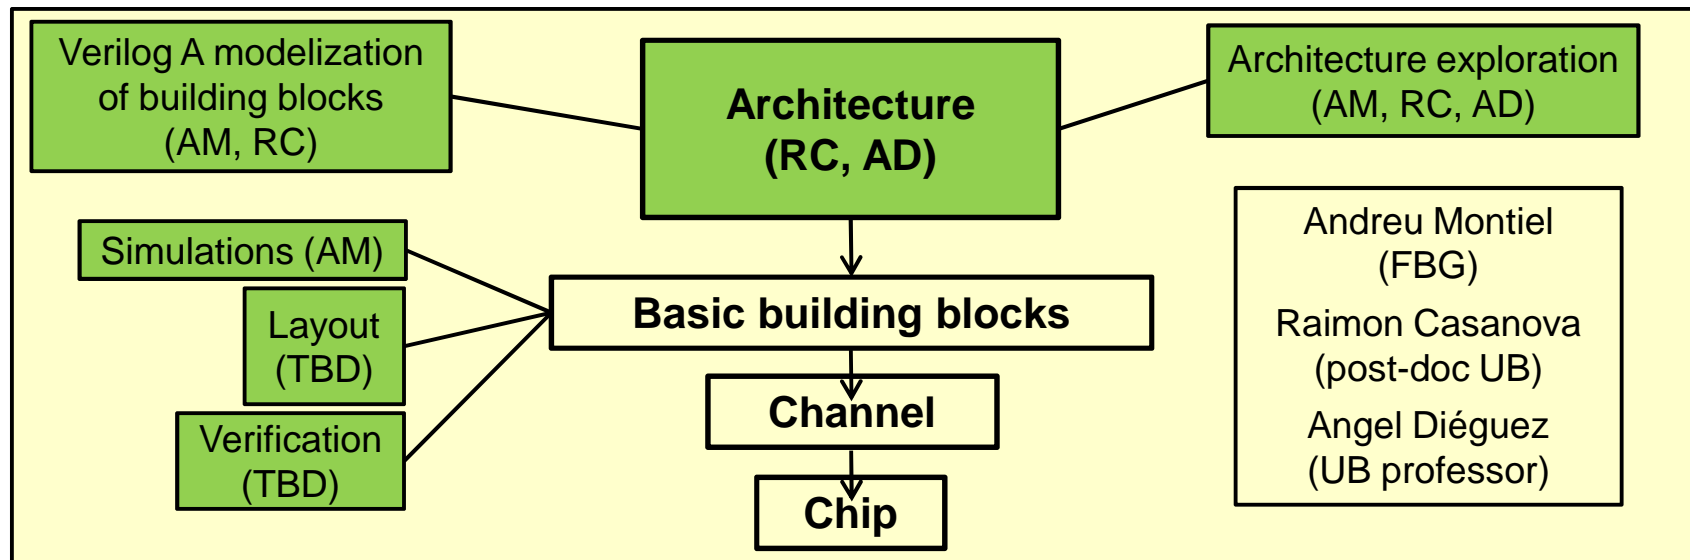 Verilog A modelization
of building blocks
(AM, RC)
Architecture
(RC, AD)
Architecture exploration
(AM, RC, AD)
Simulations (AM)
Layout
(TBD)
Verification
(TBD)
Basic building blocks
Channel
Chip
Andreu Montiel
(FBG)
Raimon Casanova
(post-doc UB)
Angel Diéguez
(UB professor)